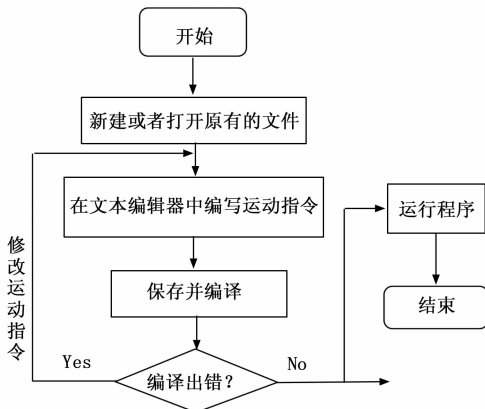 开始
新建或者打开原有的文件
在文本编辑器中编写运动指令
运行程序
修改运动指令
保存并编译
结束
Yes
No
编译出错?